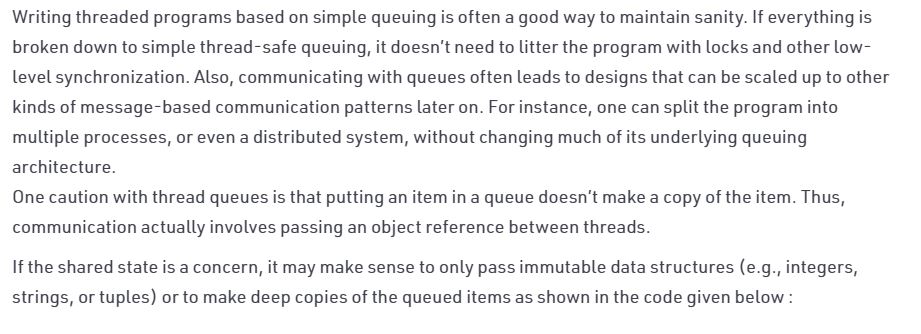 Writing threaded programs based on simple queuing is often a good way to maintain sanity. If everything is
broken down to simple thread-safe queuing, it doesn't need to litter the program with locks and other low-
level synchronization. Also, communicating with queues often leads to designs that can be scaled up to other
kinds of message-based communication patterns later on. For instance, one can split the program into
multiple processes, or even a distributed system, without changing much of its underlying queuing
architecture.
One caution with thread queues is that putting an item in a queue doesn't make a copy of the item. Thus,
communication actually involves passing an object reference between threads.
If the shared state is a concern, it may make sense to only pass immutable data structures (e.g., integers,
strings, or tuples) or to make deep copies of the queued items as shown in the code given below :